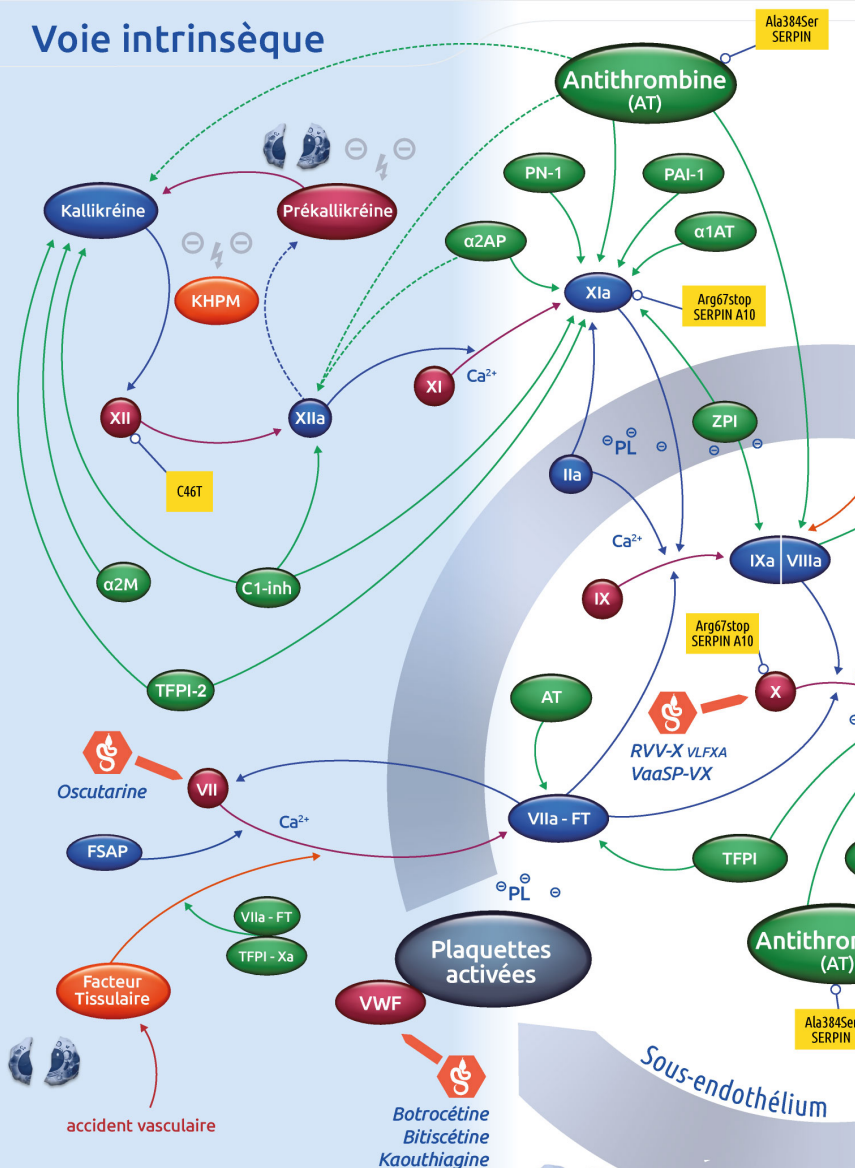 Voie intrinsèque
Ala384Ser
SERPIN
Antithrombine
(AT)
PN-1
PAI-1
Kallikréine
Prékallikréine
α2AP
α1AT
KHPM
XIa
Arg67stop
SERPIN A10
XI
Ca2+
XII
XIIa
ZPI
PL
IIa
C46T
Ca2+
IXa
VIIIa
α2M
C1-inh
IX
Arg67stop
SERPIN A10
TFPI-2
AT
X
RVV-X VLFXA
VaaSP-VX
Oscutarine
VII
Ca2+
VIIa - FT
FSAP
TFPI
PL
VIIa - FT
TFPI - Xa
Plaquettes
activées
Antithro
(AT)
Facteur
Tissulaire
VWF
Ala384Se
SERPIN
Sous-endothélium
accident vasculaire
Botrocétine
Bitiscétine
Kaouthiagine